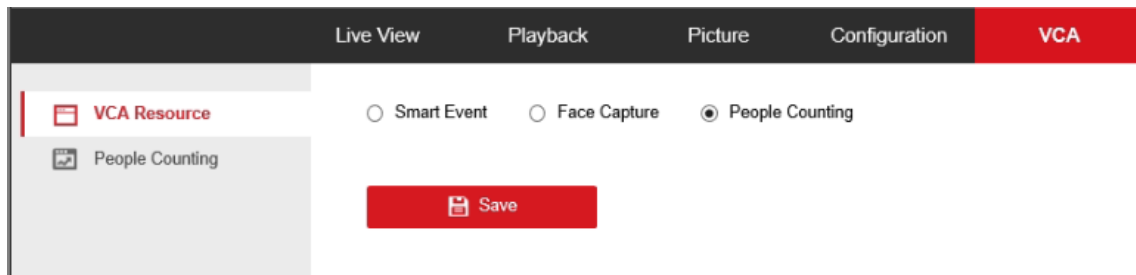 Live View Playback Picture Configuration VCA
VCA Resource
Smart Event Face Capture People Counting
People Counting
Save